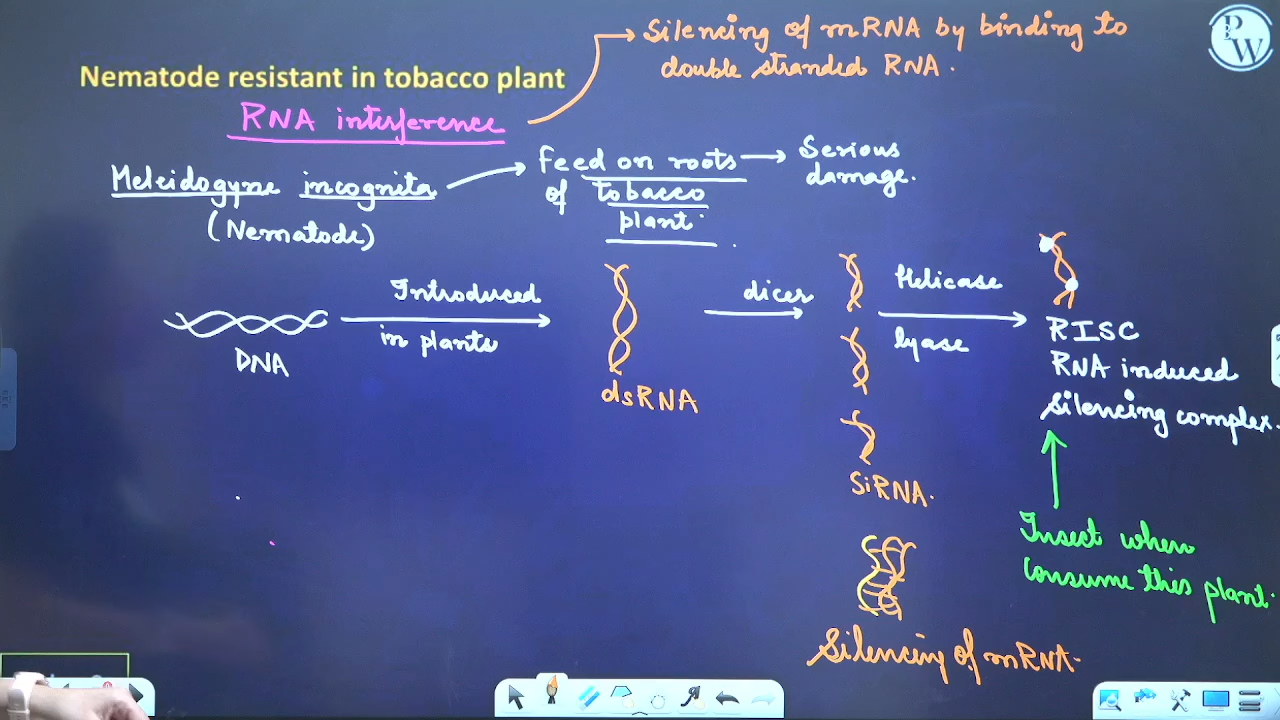 Silencing of mRNA by binding to
double stranded RNA.
PW
Nematode resistant in tobacco plant
RNA interference
Meleidogyne incognita
(Nematode)
Feed on roots
of tobacco
plant.
Serious
damage.
DNA
Introduced
in plants
dsRNA
dicer
SiRNA.
Helicase
lyase
RISC
RNA induced
Silencing complex.
Insect when
consume this plant.
Silencing of mRNA.